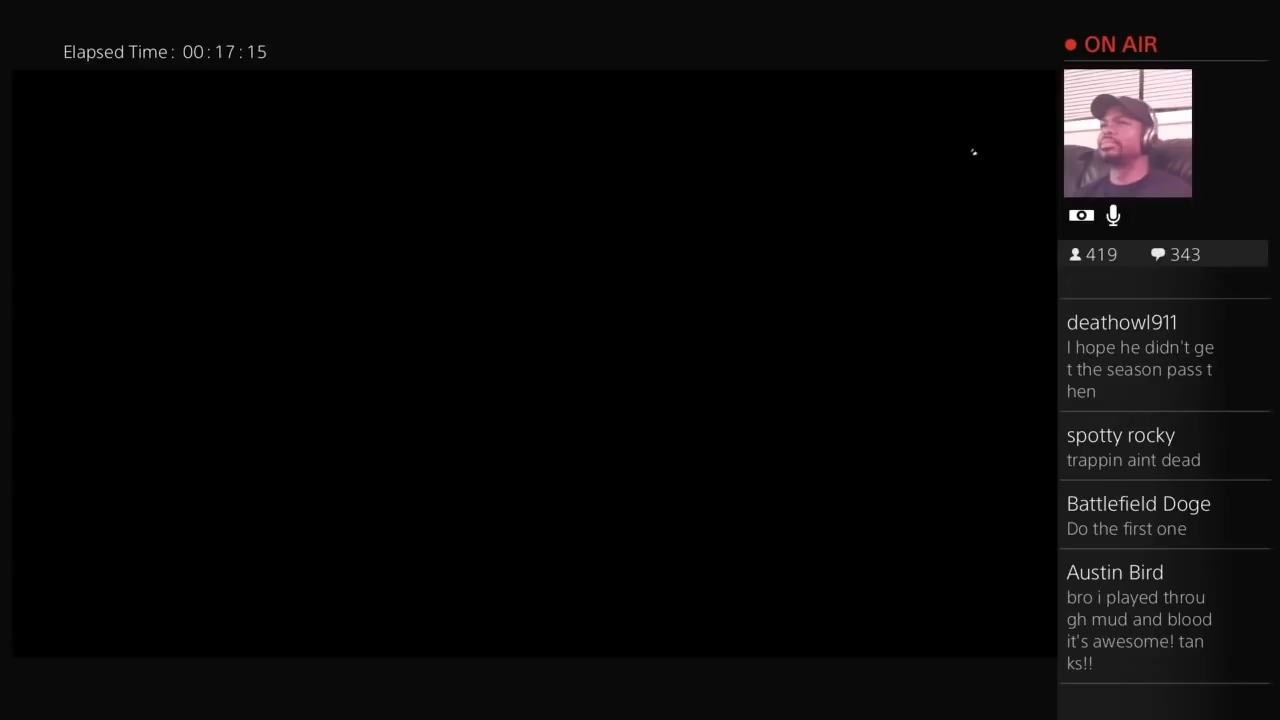 Elapsed Time: 00:17:15
ON AIR
419 343
deathowl911
I hope he didn't ge
t the season pass t
hen
spotty rocky
trappin aint dead
Battlefield Doge
Do the first one
Austin Bird
bro i played throu
gh mud and blood
it's awesome! tan
ks!!